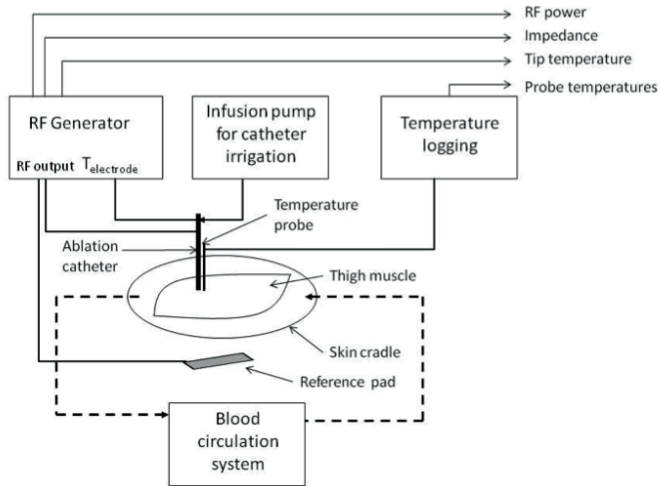 RF power
Impedance
Tip temperature
Probe temperatures
RF Generator
RF output T electrode
Infusion pump
for catheter
irrigation
Temperature
logging
Temperature
probe
Ablation
catheter
Thigh muscle
Skin cradle
Reference pad
Blood
circulation
system